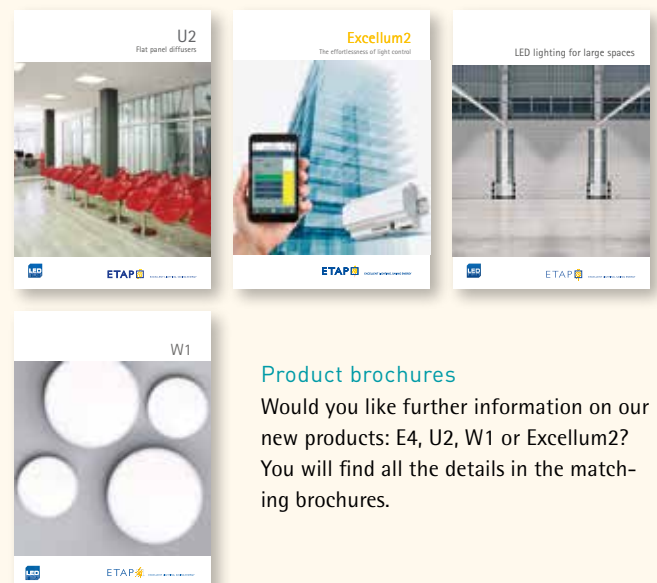 U2
Flat panel diffusers
LED
ETAP
Excellum2
The effortlessness of light control
ETAP
LED lighting for large spaces
LED
ETAP
W1
LED
ETAP
Product brochures
Would you like further information on our
new products: E4, U2, W1 or Excellum2?
You will find all the details in the match-
ing brochures.